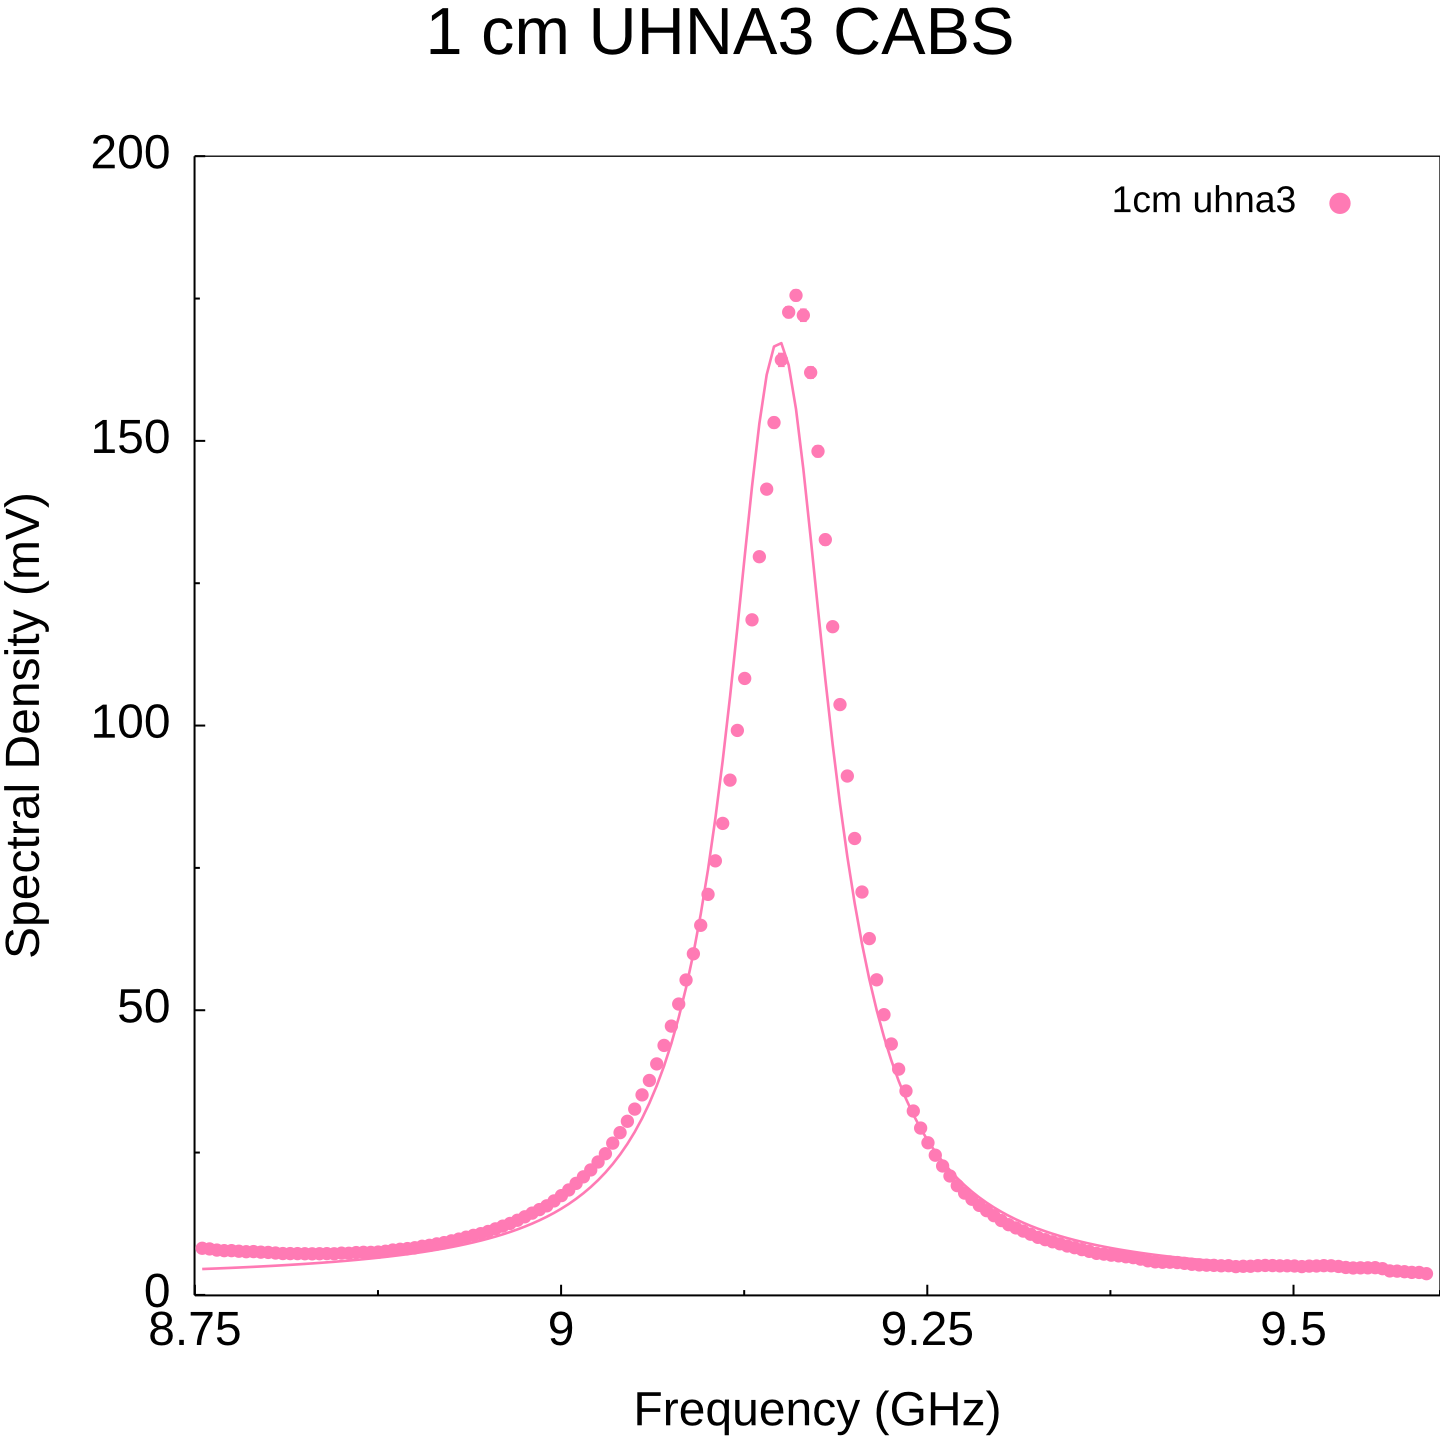 1 cm UHNA3 CABS
200
1cm uhna3
150
Spectral Density (mV)
100
50
0
8.75 9 9.25 9.5
Frequency (GHz)